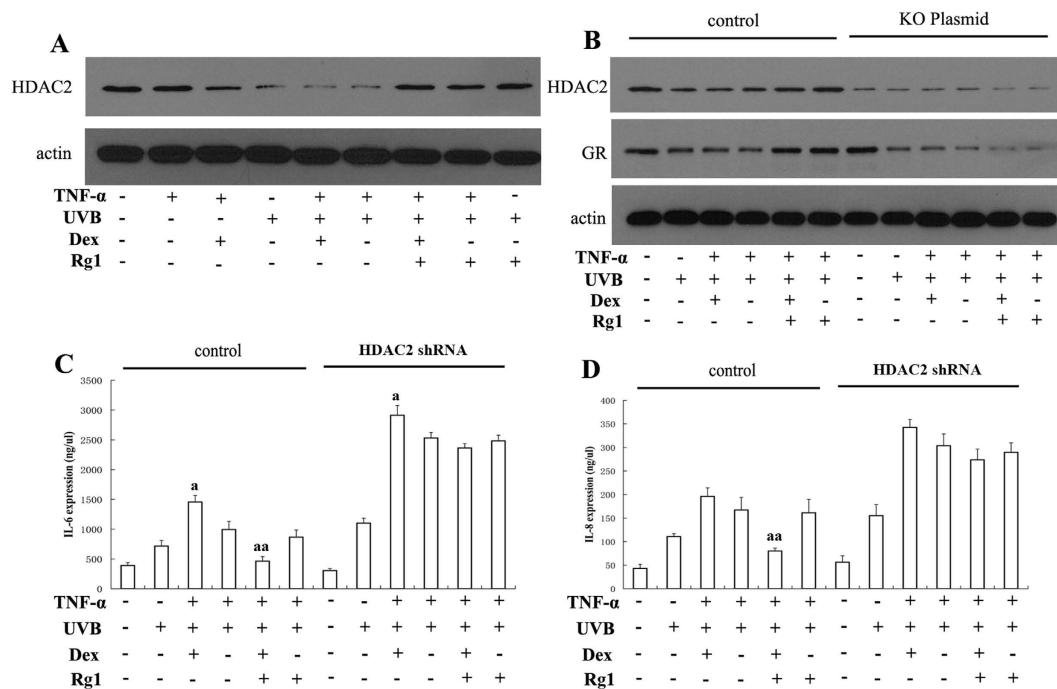 A
HDAC2
actin
TNF-α - + + - + + + + -
UVB - - - + + + + + +
Dex - - + - + - + - -
Rg1 - - - - - - + + +
B
control KO Plasmid
HDAC2
GR
actin
TNF-α - - + + + + - - + + + +
UVB - + + + + + - + + + + +
Dex - - + - + - - - + - + -
Rg1 - - - - + + - - - - + +
C
control HDAC2 shRNA
IL-6 expression (ng/ul)
3500
3000
2500
2000
1500
1000
500
0
a
aa
a
TNF-α - - + + + + - - + + + +
UVB - + + + + + - + + + + +
Dex - - + - + - - - + - + -
Rg1 - - - - + + - - - - + +
D
control HDAC2 shRNA
IL-8 expression (ng/ul)
400
350
300
250
200
150
100
50
0
aa
TNF-α - - + + + + - - + + + +
UVB - + + + + + - + + + + +
Dex - - + - + - - - + - + -
Rg1 - - - - + + - - - - + +